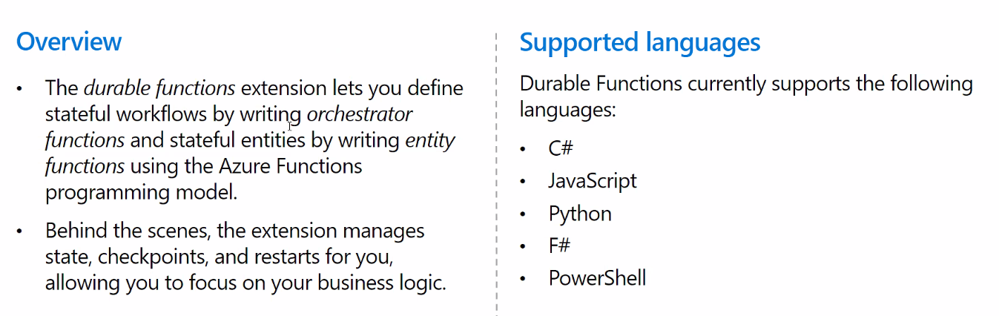 Overview
• The durable functions extension lets you define
stateful workflows by writing orchestrator
functions and stateful entities by writing entity
functions using the Azure Functions
programming model.
• Behind the scenes, the extension manages
state, checkpoints, and restarts for you,
allowing you to focus on your business logic.
Supported languages
Durable Functions currently supports the following
languages:
• C#
• JavaScript
• Python
• F#
• PowerShell